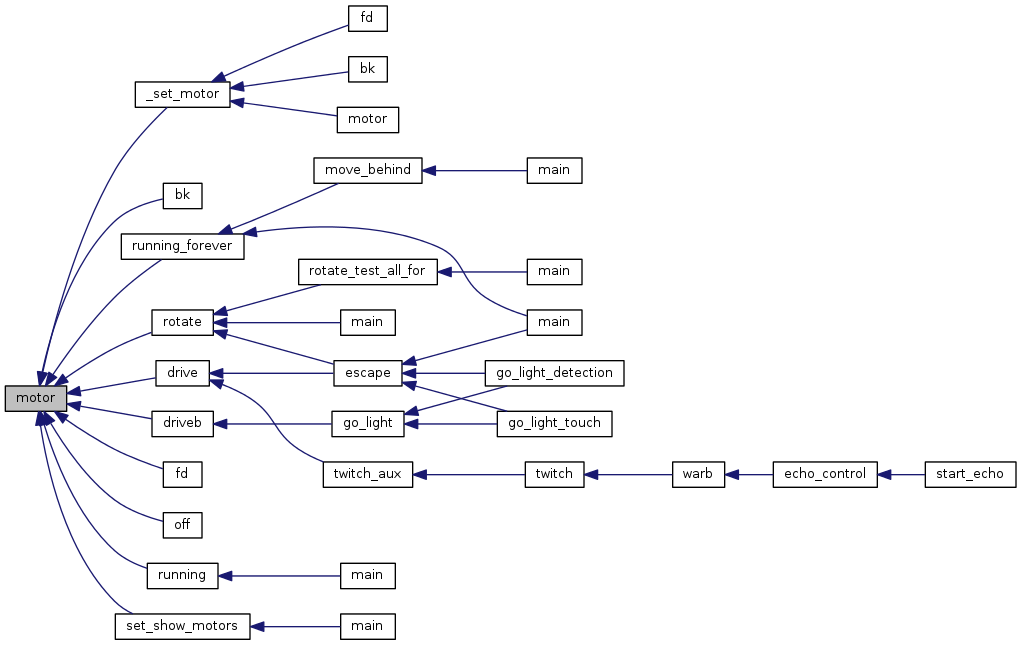 fd
bk
_set_motor
motor
move_behind
main
bk
running_forever
rotate_test_all_for
main
rotate
main
main
drive
escape
go_light_detection
motor
driveb
go_light
go_light_touch
fd
twitch_aux
twitch
warb
echo_control
start_echo
off
running
main
set_show_motors
main